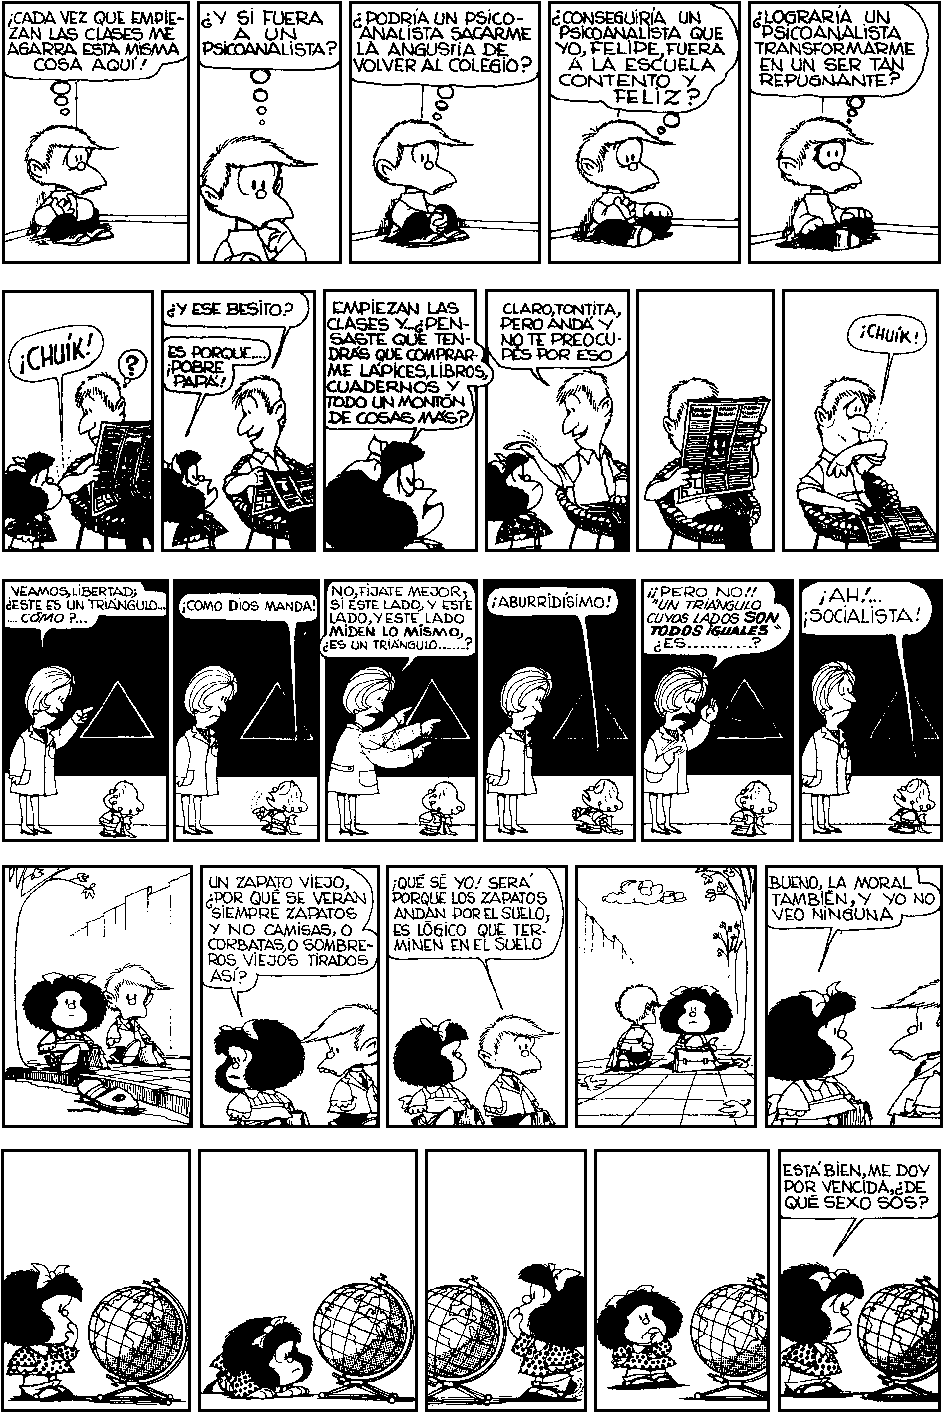 ¡CADA VEZ QUE EMPIE-
ZAN LAS CLASES ME
AGARRA ESTA MISMA
COSA AQUÍ!
¿Y SI FUERA
A UN
PSICOANALISTA?
¿PODRÍA UN PSICO-
ANALISTA SACARME
LA ANGUSTIA DE
VOLVER AL COLEGIO?
¿CONSEGUIRÍA UN
PSICOANALISTA QUE
YO, FELIPE, FUERA
A LA ESCUELA
CONTENTO Y
FELIZ?
¿LOGRARÍA UN
PSICOANALISTA
TRANSFORMARME
EN UN SER TAN
REPUGNANTE?
¡CHUÍK!
?
¿Y ESE BESITO?
ES PORQUE....
¡POBRE
PAPÁ!
EMPIEZAN LAS
CLASES Y...¿PEN-
SASTE QUE TEN-
DRÁS QUE COMPRAR-
ME LÁPICES, LIBROS,
CUADERNOS Y
TODO UN MONTÓN
DE COSAS MÁS?
CLARO, TONTITA,
PERO ANDÁ Y
NO TE PREOCU-
PÉS POR ESO
¡CHUÍK!
VEAMOS, LIBERTAD;
¿ESTE ES UN TRIÁNGULO...
....CÓMO?...
¡COMO DIOS MANDA!
NO, FIJATE MEJOR;
SI ESTE LADO, Y ESTE
LADO, Y ESTE LADO
MIDEN LO MISMO,
¿ES UN TRIÁNGULO.......?
¡ABURRIDÍSIMO!
¡¡PERO NO!!
"UN TRIÁNGULO
CUYOS LADOS SON
TODOS IGUALES"
¿ES............?
¡AH!...
¡SOCIALISTA!
UN ZAPATO VIEJO,
¿POR QUÉ SE VERÁN
SIEMPRE ZAPATOS
Y NO CAMISAS, O
CORBATAS, O SOMBRE-
ROS VIEJOS TIRADOS
ASÍ?
¡QUÉ SÉ YO! SERÁ
PORQUE LOS ZAPATOS
ANDAN POR EL SUELO,
ES LÓGICO QUE TER-
MINEN EN EL SUELO
BUENO, LA MORAL
TAMBIÉN, Y YO NO
VEO NINGUNA
ESTÁ BIEN, ME DOY
POR VENCIDA, ¿DE
QUÉ SEXO SOS?